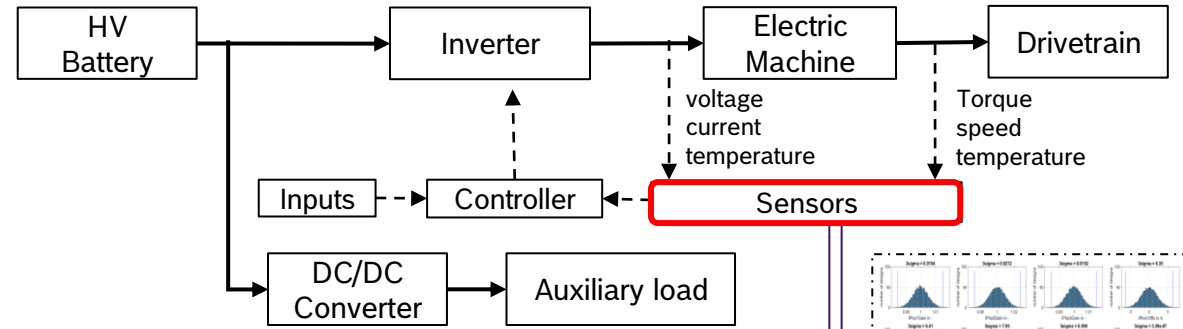 HV
Battery
Inverter
Electric
Machine
Drivetrain
voltage
current
temperature
Torque
speed
temperature
Inputs
Controller
Sensors
DC/DC
Converter
Auxiliary load